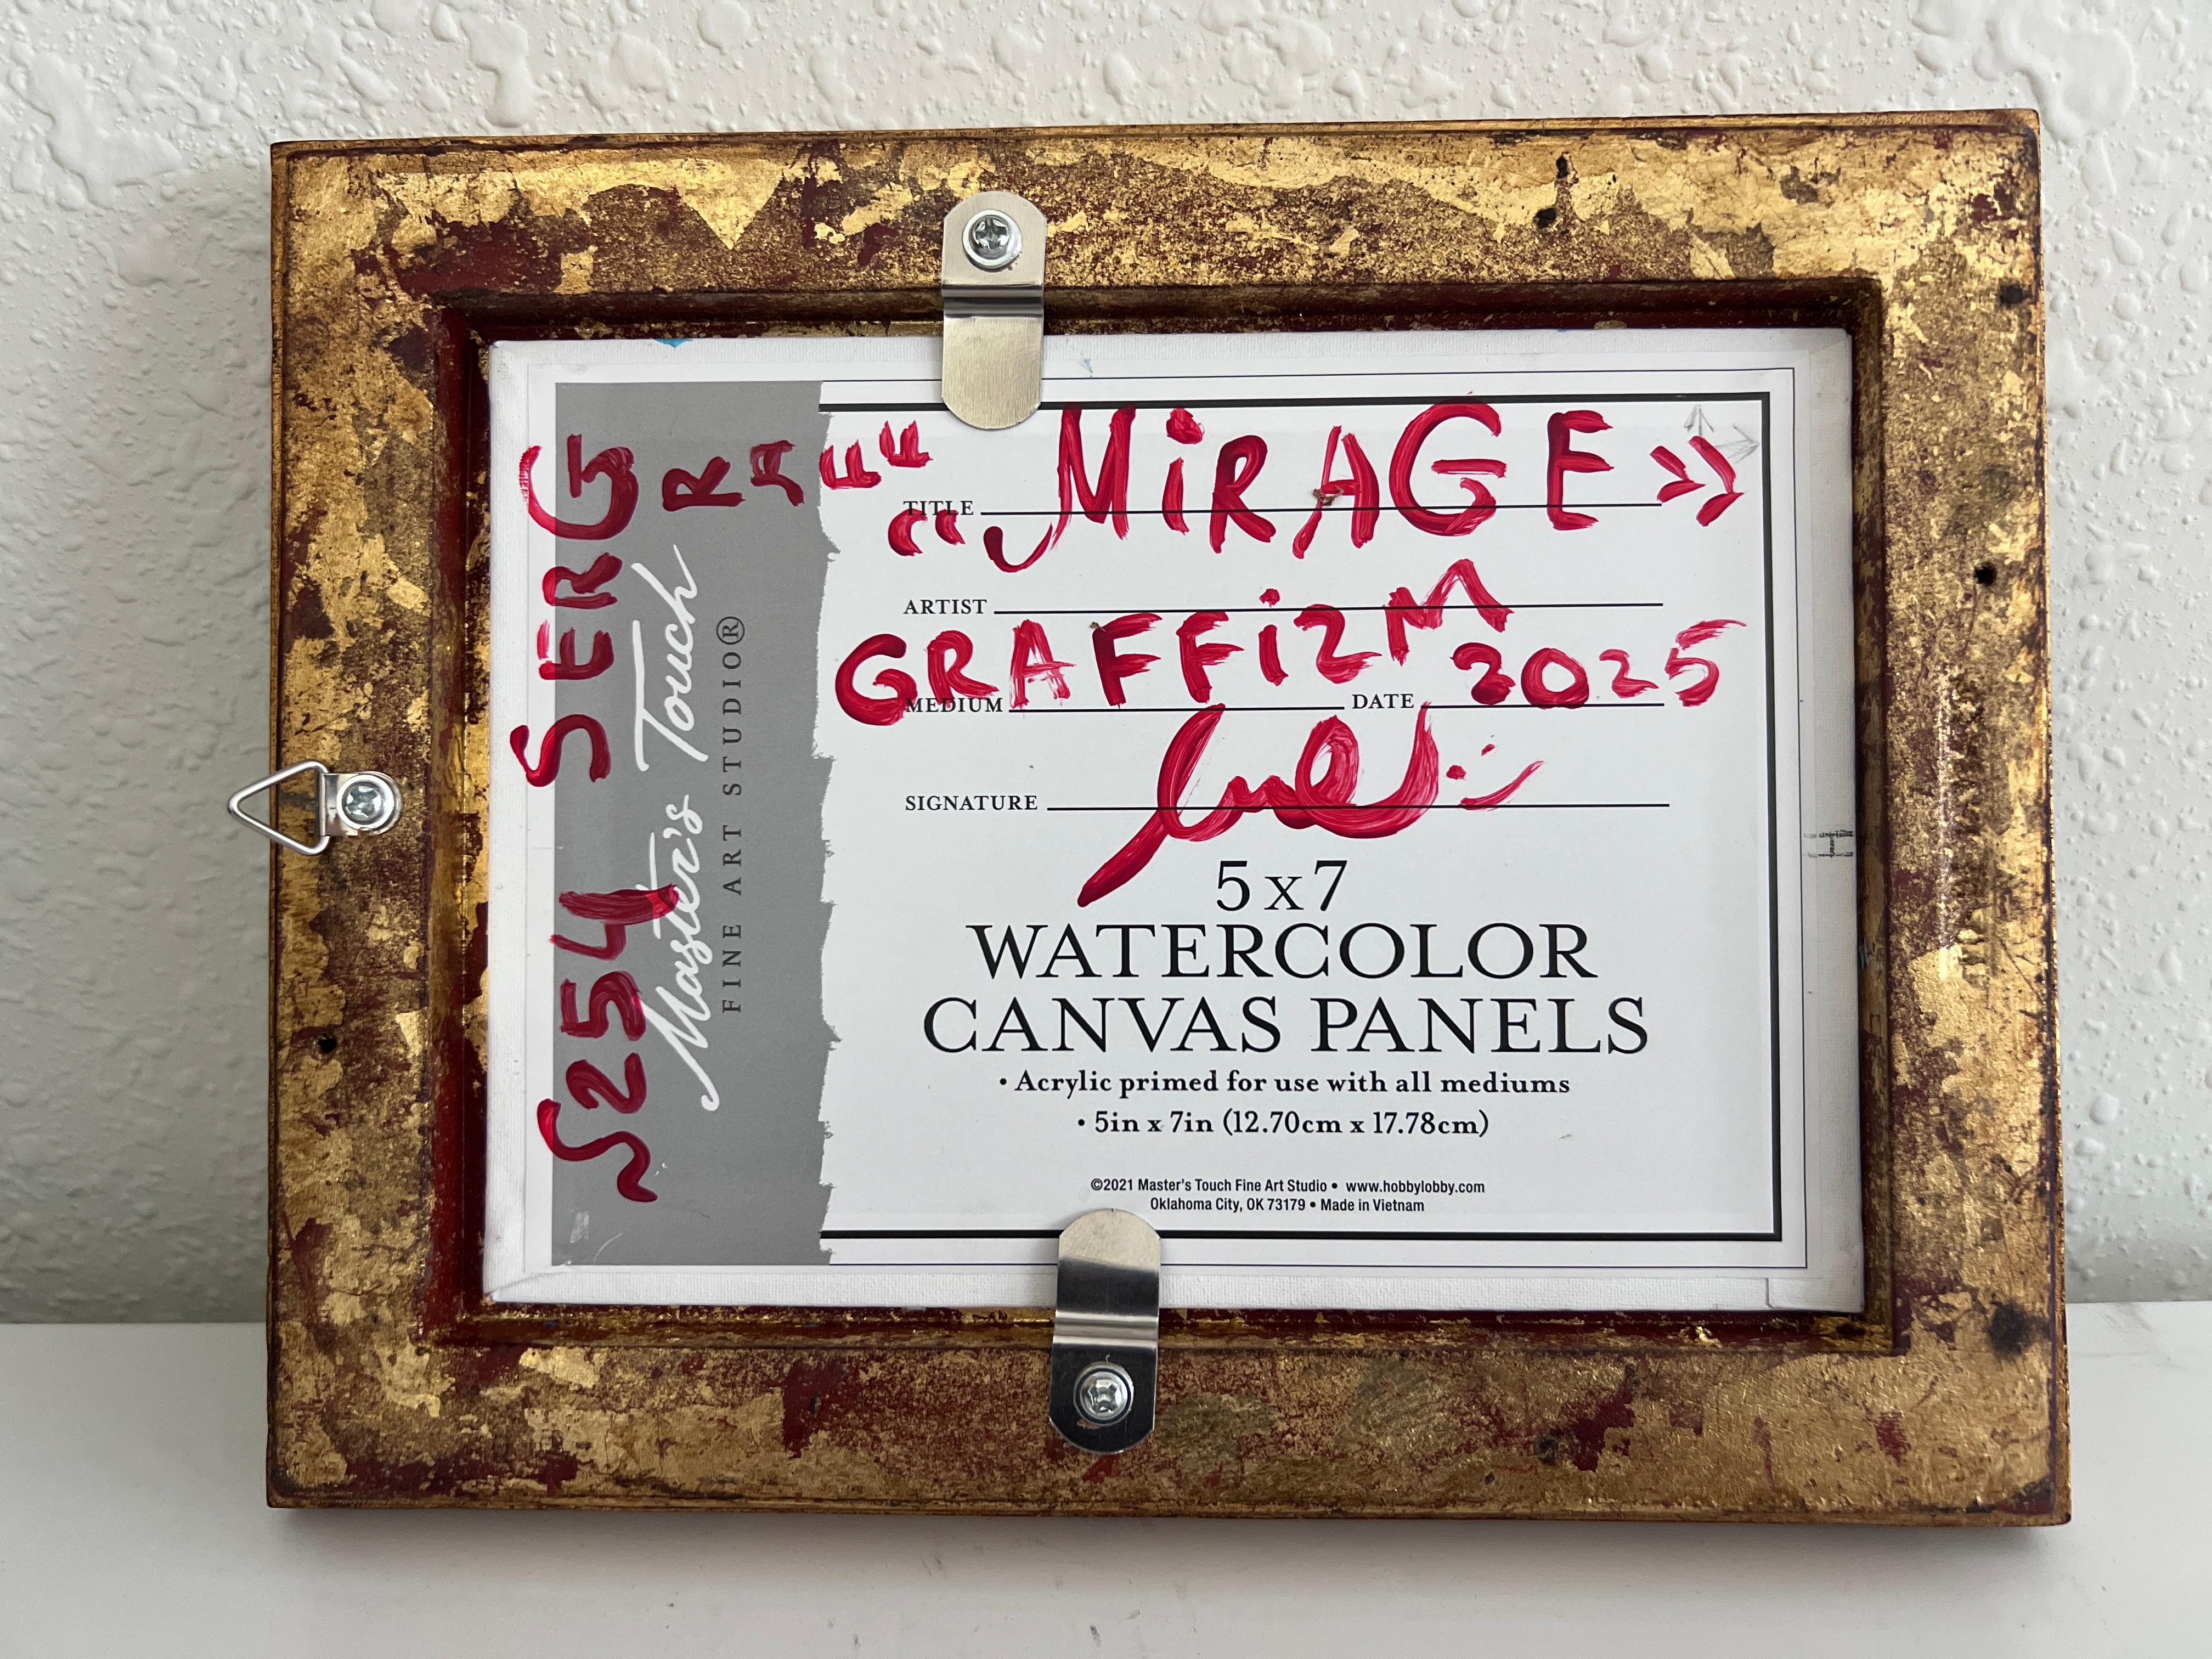 S254 SERG
RAFF
Master's Touch
FINE ART STUDIO®
TITLE “MiRAGE»
ARTIST
GRAFFiZM 2025
MEDIUM DATE
SIGNATURE
5x7
WATERCOLOR
CANVAS PANELS
• Acrylic primed for use with all mediums
• 5in x 7in (12.70cm x 17.78cm)
©2021 Master's Touch Fine Art Studio • www.hobbylobby.com
Oklahoma City, OK 73179 • Made in Vietnam